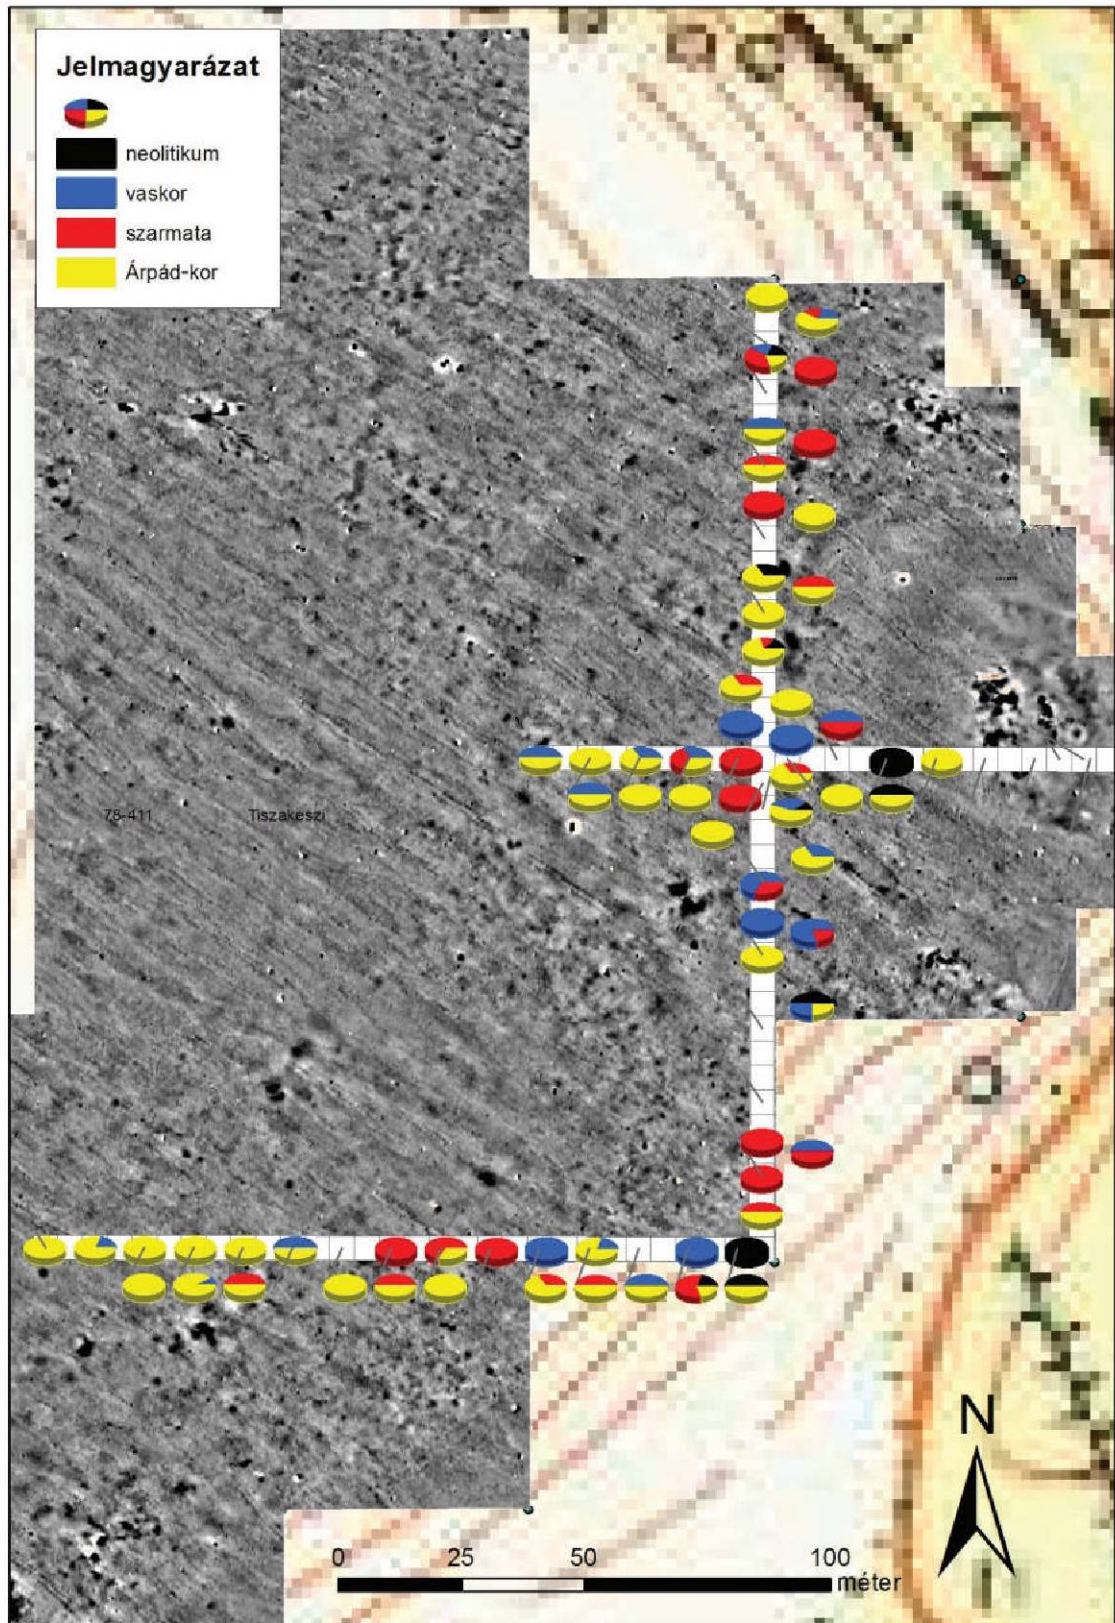 Jelmagyarázat
neolitikum
vaskor
szarmata
Árpád-kor
78-411 Tiszakeszi
N
0 25 50 100
méter